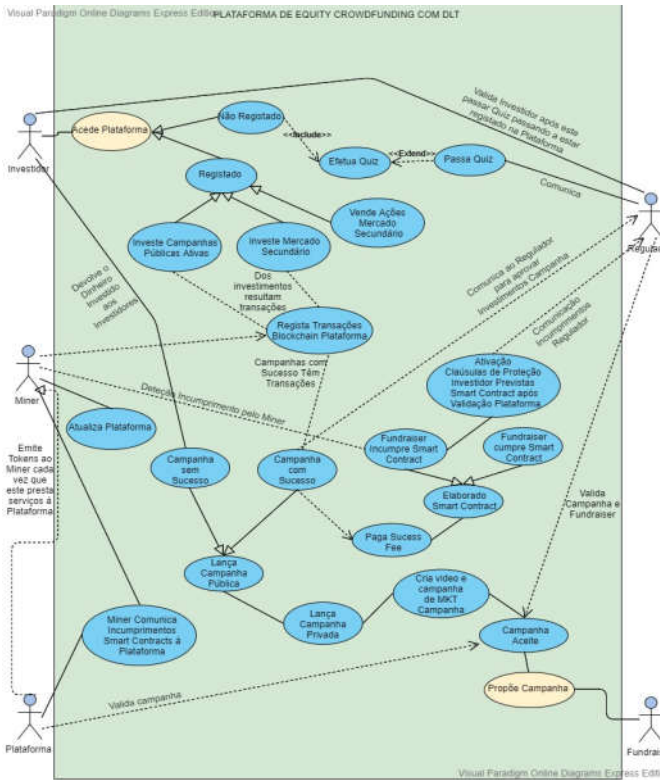 Visual Paradigm Online Diagrams Express Edition
PLATAFORMA DE EQUITY CROWDFUNDING COM DLT
Investidor
Acede Plataforma
Não Registado
<<Include>>
Efetua Quiz
<<Extend>>
Passa Quiz
Valida Investidor após este
passar Quiz passando a estar
registado na Plataforma
Comunica
Registado
Investe Campanhas
Públicas Ativas
Investe Mercado
Secundário
Vende Ações
Mercado
Secundário
Devolve o
Dinheiro
Investido
aos
Investidores
Dos
investimentos
resultam
transações
Comunica ao Regulador
para aprovar
Investimentos Campanha
Comunicação
Incumprimentos
Regulador
Regista Transações
Blockchain Plataforma
Campanhas com
Sucesso Têm
Transações
Miner
Deteção Incumprimento pelo Miner
Ativação
Claúsulas de Proteção
Investidor Previstas
Smart Contract após
Validação Plataforma
Atualiza Plataforma
Emite
Tokens ao
Miner cada
vez que
este presta
serviços á
Plataforma
Campanha
sem
Sucesso
Campanha
com
Sucesso
Fundraiser
Incumpre Smart
Contract
Fundraiser
cumpre Smart
Contract
Elaborado
Smart Contract
Paga Sucess
Fee
Valida
Campanha e
Fundraiser
Lança
Campanha
Pública
Lança
Campanha
Privada
Cria video e
campanha
de MKT
Campanha
Campanha
Aceite
Miner Comunica
Incumprimentos
Smart Contracts á
Plataforma
Valida campanha
Propõe Campanha
Plataforma
Fundrai
Visual Paradigm Online Diagrams Express Editi